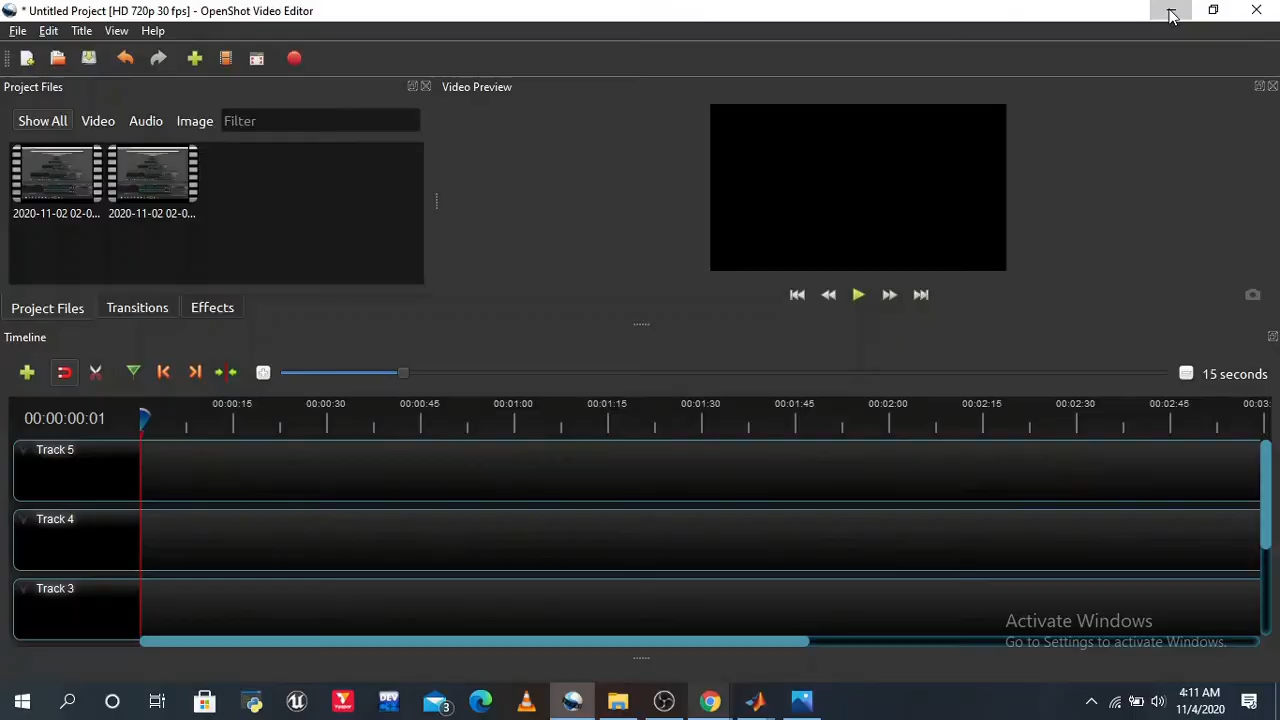 * Untitled Project [HD 720p 30 fps] - OpenShot Video Editor
File Edit Title View Help
Project Files
Video Preview
Show All Video Audio Image Filter
2020-11-02 02-0... 2020-11-02 02-0...
Project Files Transitions Effects
Timeline
15 seconds
00:00:00:01
00:00:15 00:00:30 00:00:45 00:01:00 00:01:15 00:01:30 00:01:45 00:02:00 00:02:15 00:02:30 00:02:45 00:03:
Track 5
Track 4
Track 3
Activate Windows
Go to Settings to activate Windows.
DEV
3
4:11 AM
11/4/2020